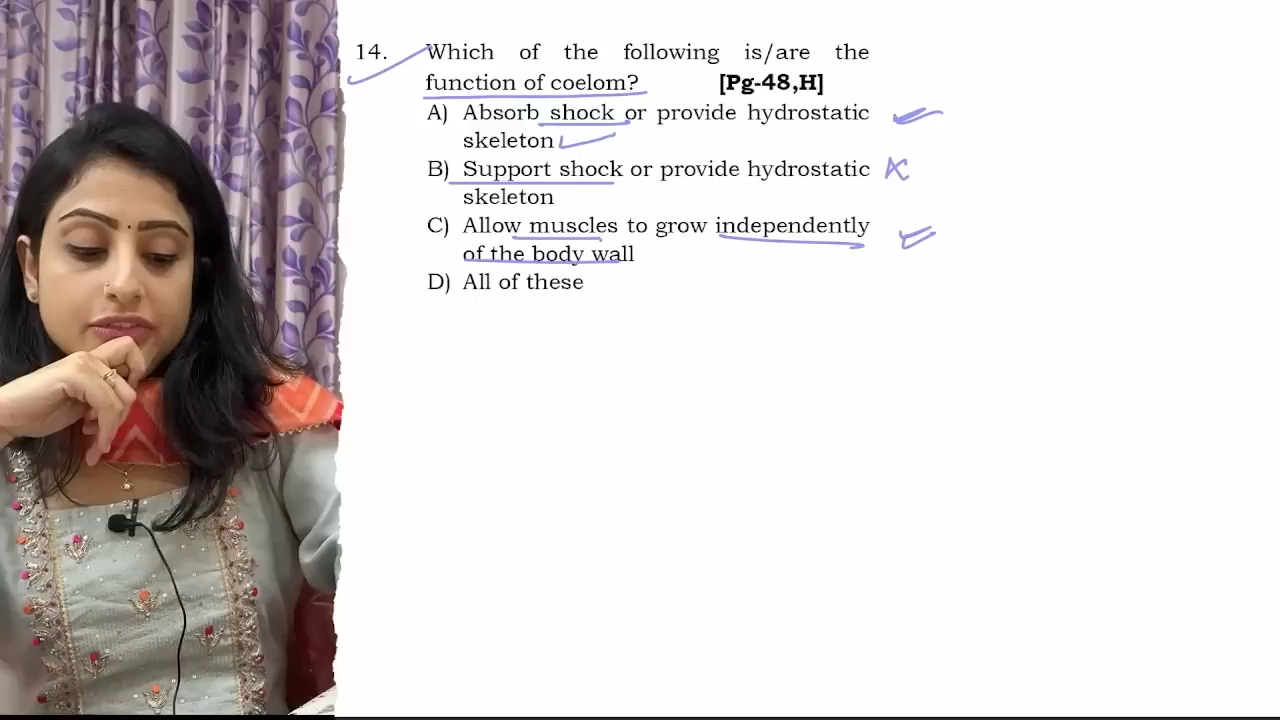 14. Which of the following is/are the
function of coelom? [Pg-48,H]
A) Absorb shock or provide hydrostatic
skeleton
B) Support shock or provide hydrostatic
skeleton
C) Allow muscles to grow independently
of the body wall
D) All of these